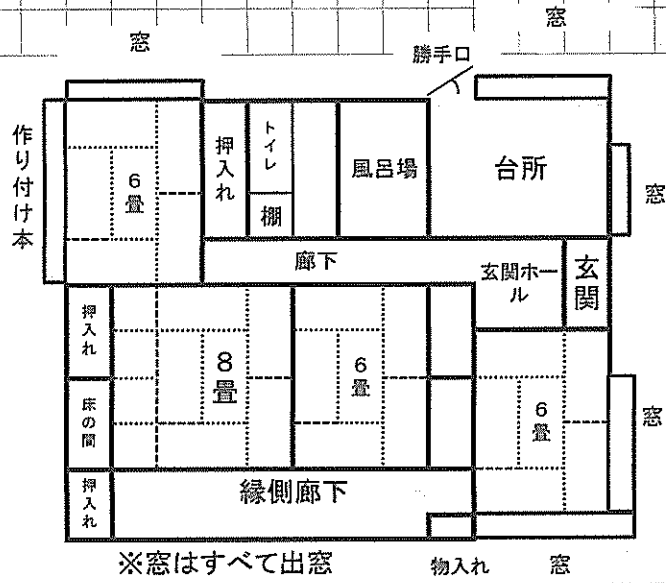 窓
窓
勝手口
作り付け本
6畳
押入れ
トイレ
棚
風呂場
台所
窓
廊下
玄関ホール
玄関
押入れ
8畳
6畳
床の間
6畳
窓
押入れ
縁側廊下
※窓はすべて出窓
物入れ
窓